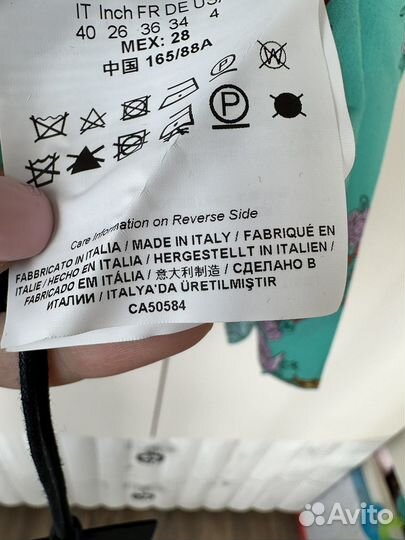 IT Inch FR DE US
40 26 36 34 4
MEX: 28
中国 165/88A
P
Care Information on Reverse Side
FABBRICATO IN ITALIA / MADE IN ITALY / FABRIQUÉ EN
ITALIE / HECHO EN ITALIA / HERGESTELLT IN ITALIEN /
FABRICADO EM ITÁLIA / 意大利制造 / СДЕЛАНО В
ИТАЛИИ / ITALYA'DA ÜRETILMIŞTIR
CA50584
Avito